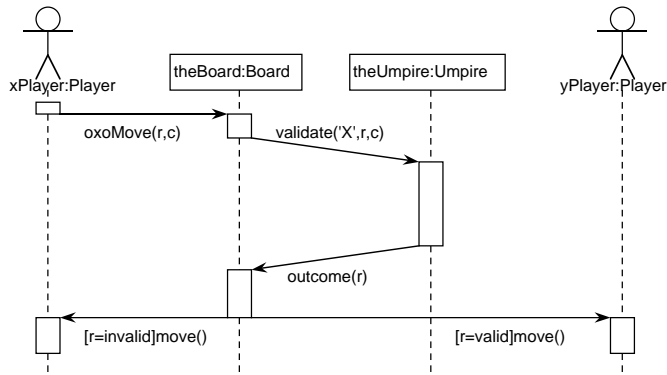 theBoard:Board
theUmpire:Umpire
xPlayer:Player
yPlayer:Player
oxoMove(r,c)
validate('X',r,c)
outcome(r)
[r=invalid]move()
[r=valid]move()